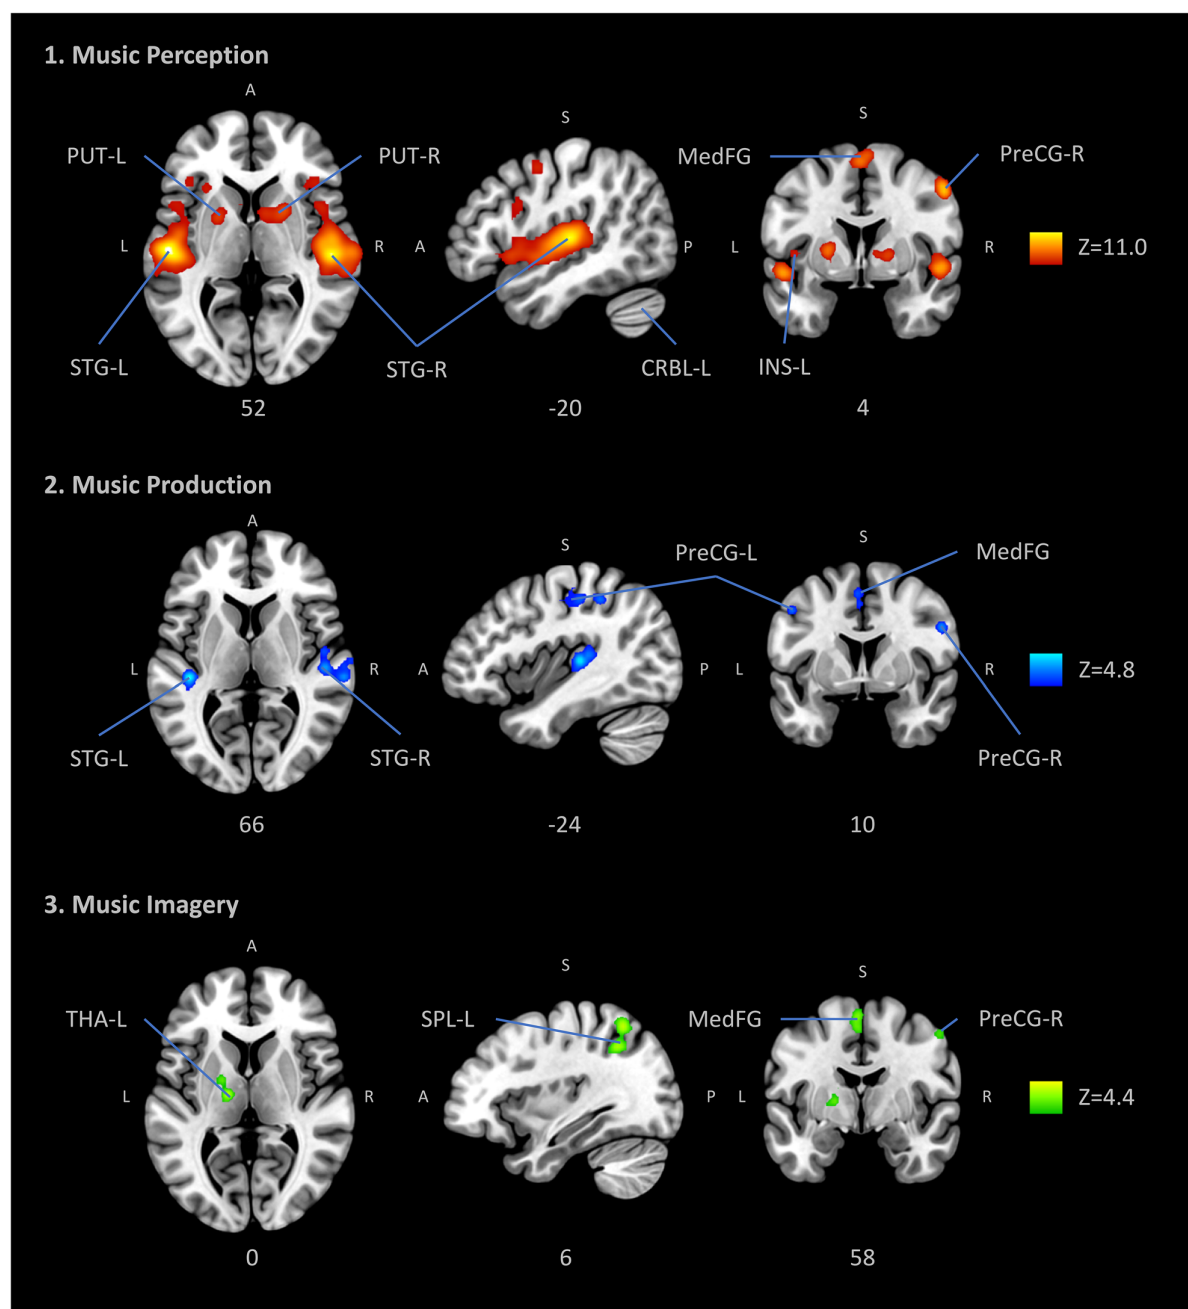 1. Music Perception
A
S
S
PUT-L
PUT-R
MedFG
PreCG-R
L
R
A
P
L
R
Z=11.0
STG-L
STG-R
CRBL-L
INS-L
52
-20
4
2. Music Production
A
S
S
PreCG-L
MedFG
L
R
A
P
L
R
Z=4.8
STG-L
STG-R
PreCG-R
66
-24
10
3. Music Imagery
A
S
S
THA-L
SPL-L
MedFG
PreCG-R
L
R
A
P
L
R
Z=4.4
0
6
58